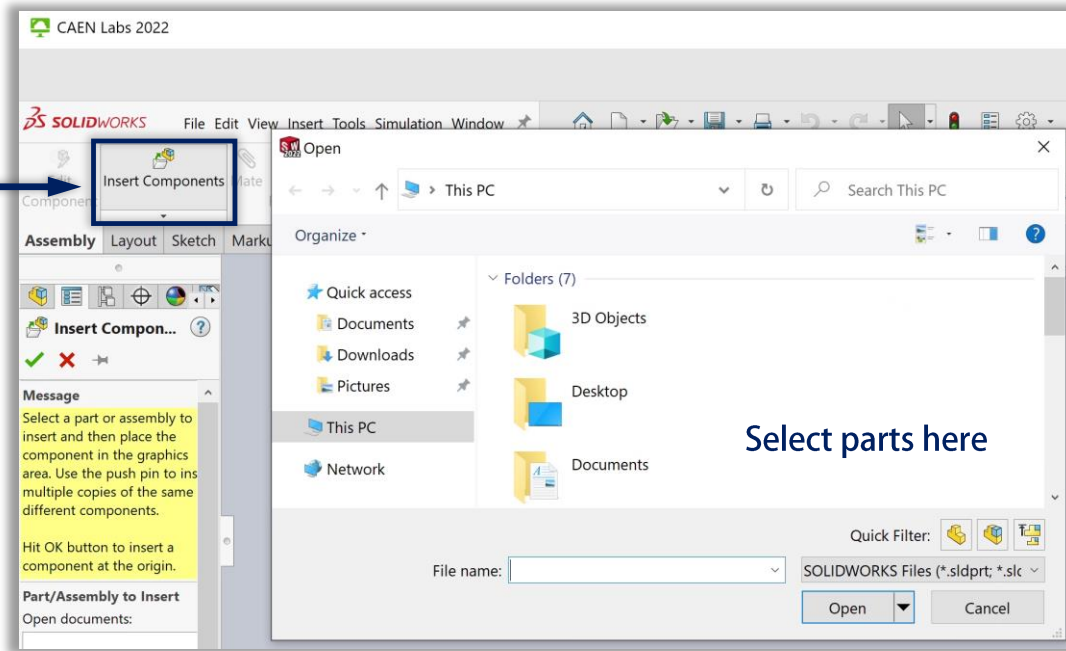 CAEN Labs 2022
SOLIDWORKS File Edit View Insert Tools Simulation Window
Edit
Component
Insert Components
Mate
Assembly Layout Sketch Marku
Insert Compon...
Message
Select a part or assembly to
insert and then place the
component in the graphics
area. Use the push pin to ins
multiple copies of the same
different components.
Hit OK button to insert a
component at the origin.
Part/Assembly to Insert
Open documents:
Open
This PC
Search This PC
Organize
Quick access
Documents
Downloads
Pictures
This PC
Network
Folders (7)
3D Objects
Desktop
Documents
Select parts here
Quick Filter:
File name:
SOLIDWORKS Files (*.sldprt; *.slc
Open
Cancel